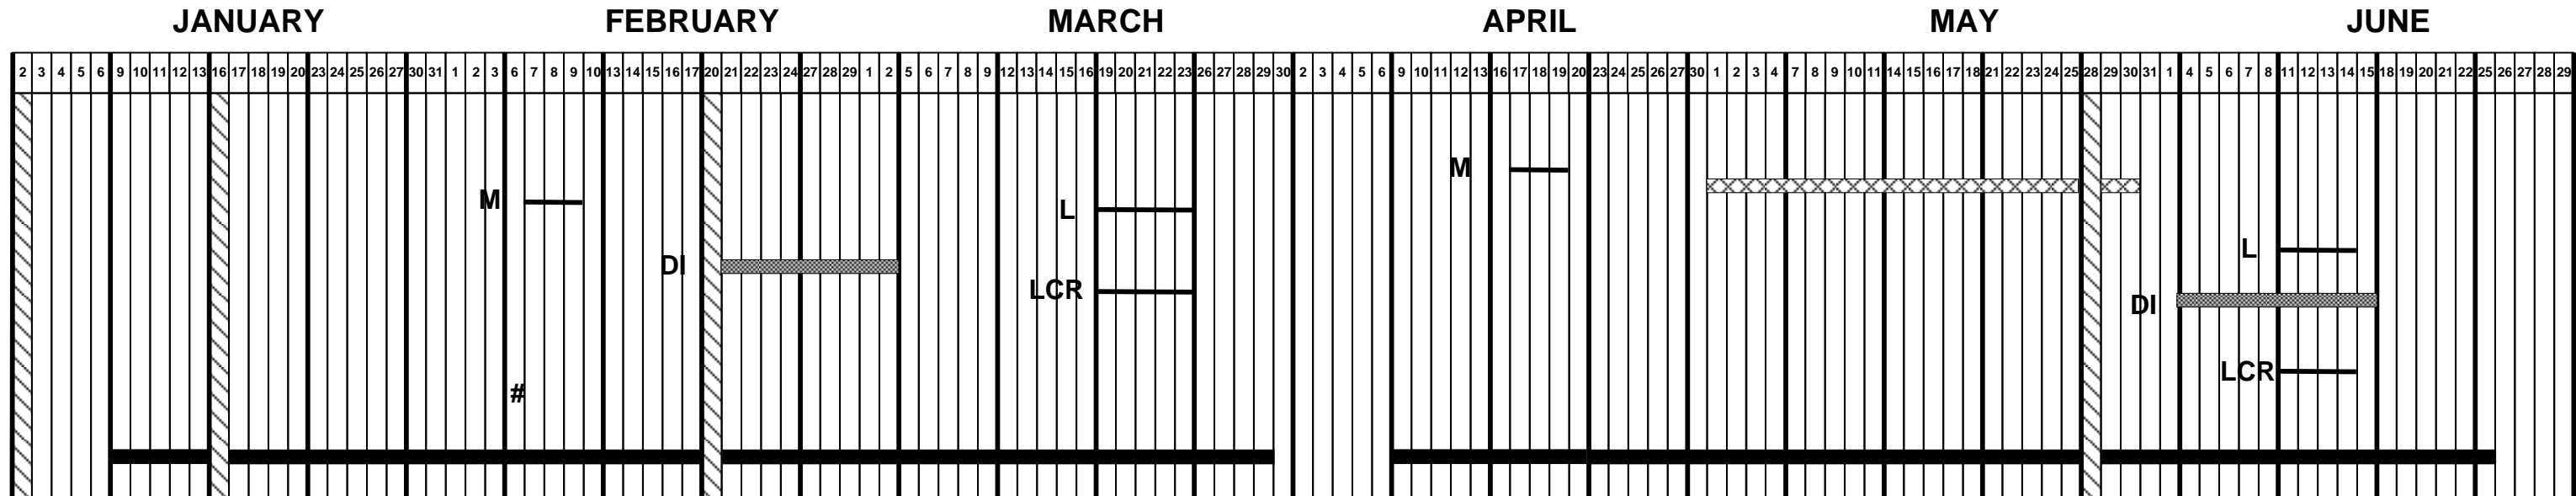 JANUARY FEBRUARY MARCH APRIL MAY JUNE
2 3 4 5 6 9 10 11 12 13 16 17 18 19 20 23 24 25 26 27 30 31 1 2 3 6 7 8 9 10 13 14 15 16 17 20 21 22 23 24 27 28 29 1 2 5 6 7 8 9 12 13 14 15 16 19 20 21 22 23 26 27 28 29 30 2 3 4 5 6 9 10 11 12 13 16 17 18 19 20 23 24 25 26 27 30 1 2 3 4 7 8 9 10 11 14 15 16 17 18 21 22 23 24 25 28 29 30 31 1 4 5 6 7 8 11 12 13 14 15 18 19 20 21 22 25 26 27 28 29
M
M
L
L
DI
LCR
DI
LCR
#